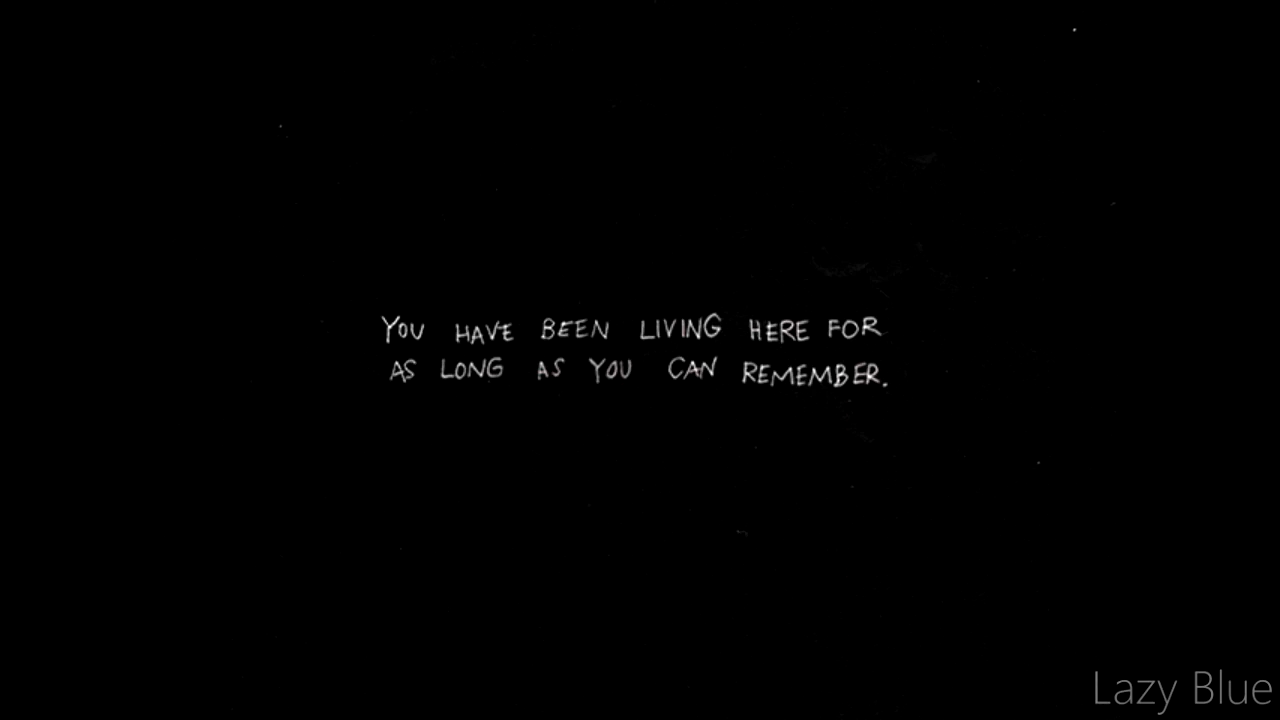 YOU HAVE BEEN LIVING HERE FOR
AS LONG AS YOU CAN REMEMBER.
Lazy Blue